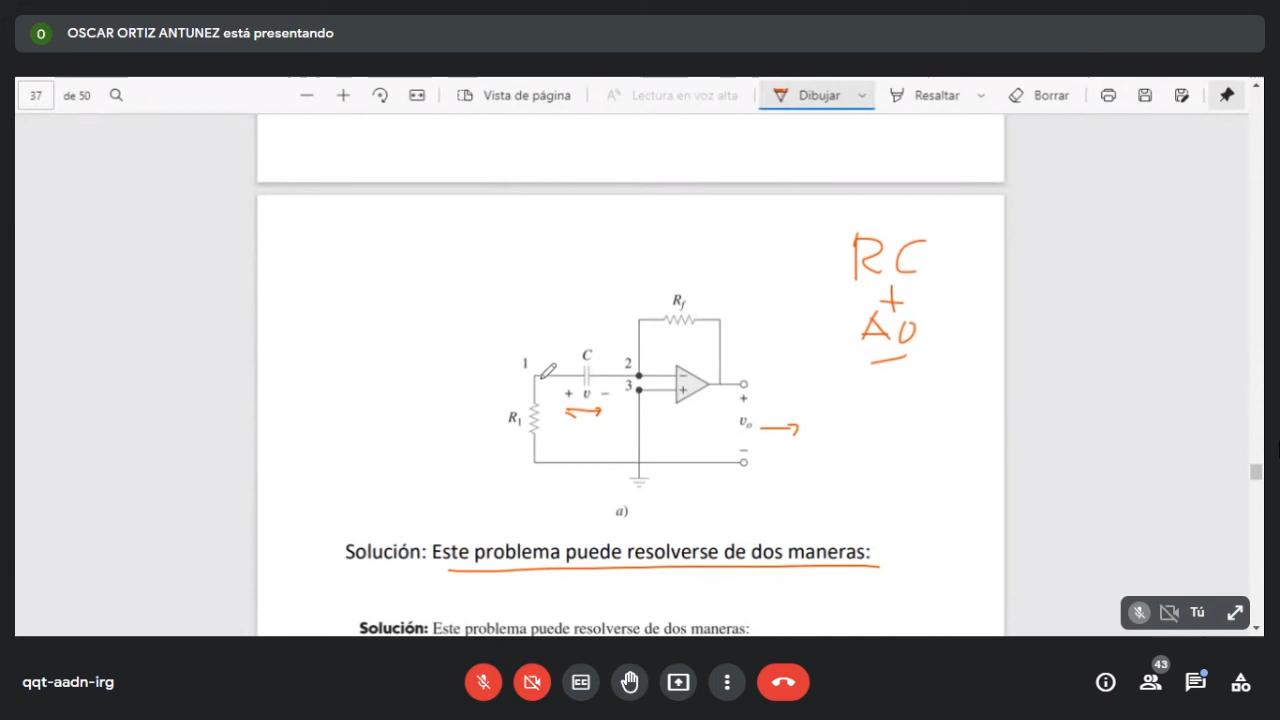 O OSCAR ORTIZ ANTUNEZ está presentando
37 de 50 Vista de página Lectura en voz alta Dibujar Resaltar Borrar
RC
+
AO
Rf
1 C 2
3
+ v −
−
+
R1
+
vo
−
a)
Solución: Este problema puede resolverse de dos maneras:
Tú
Solución: Este problema puede resolverse de dos maneras:
43
qqt-aadn-irg